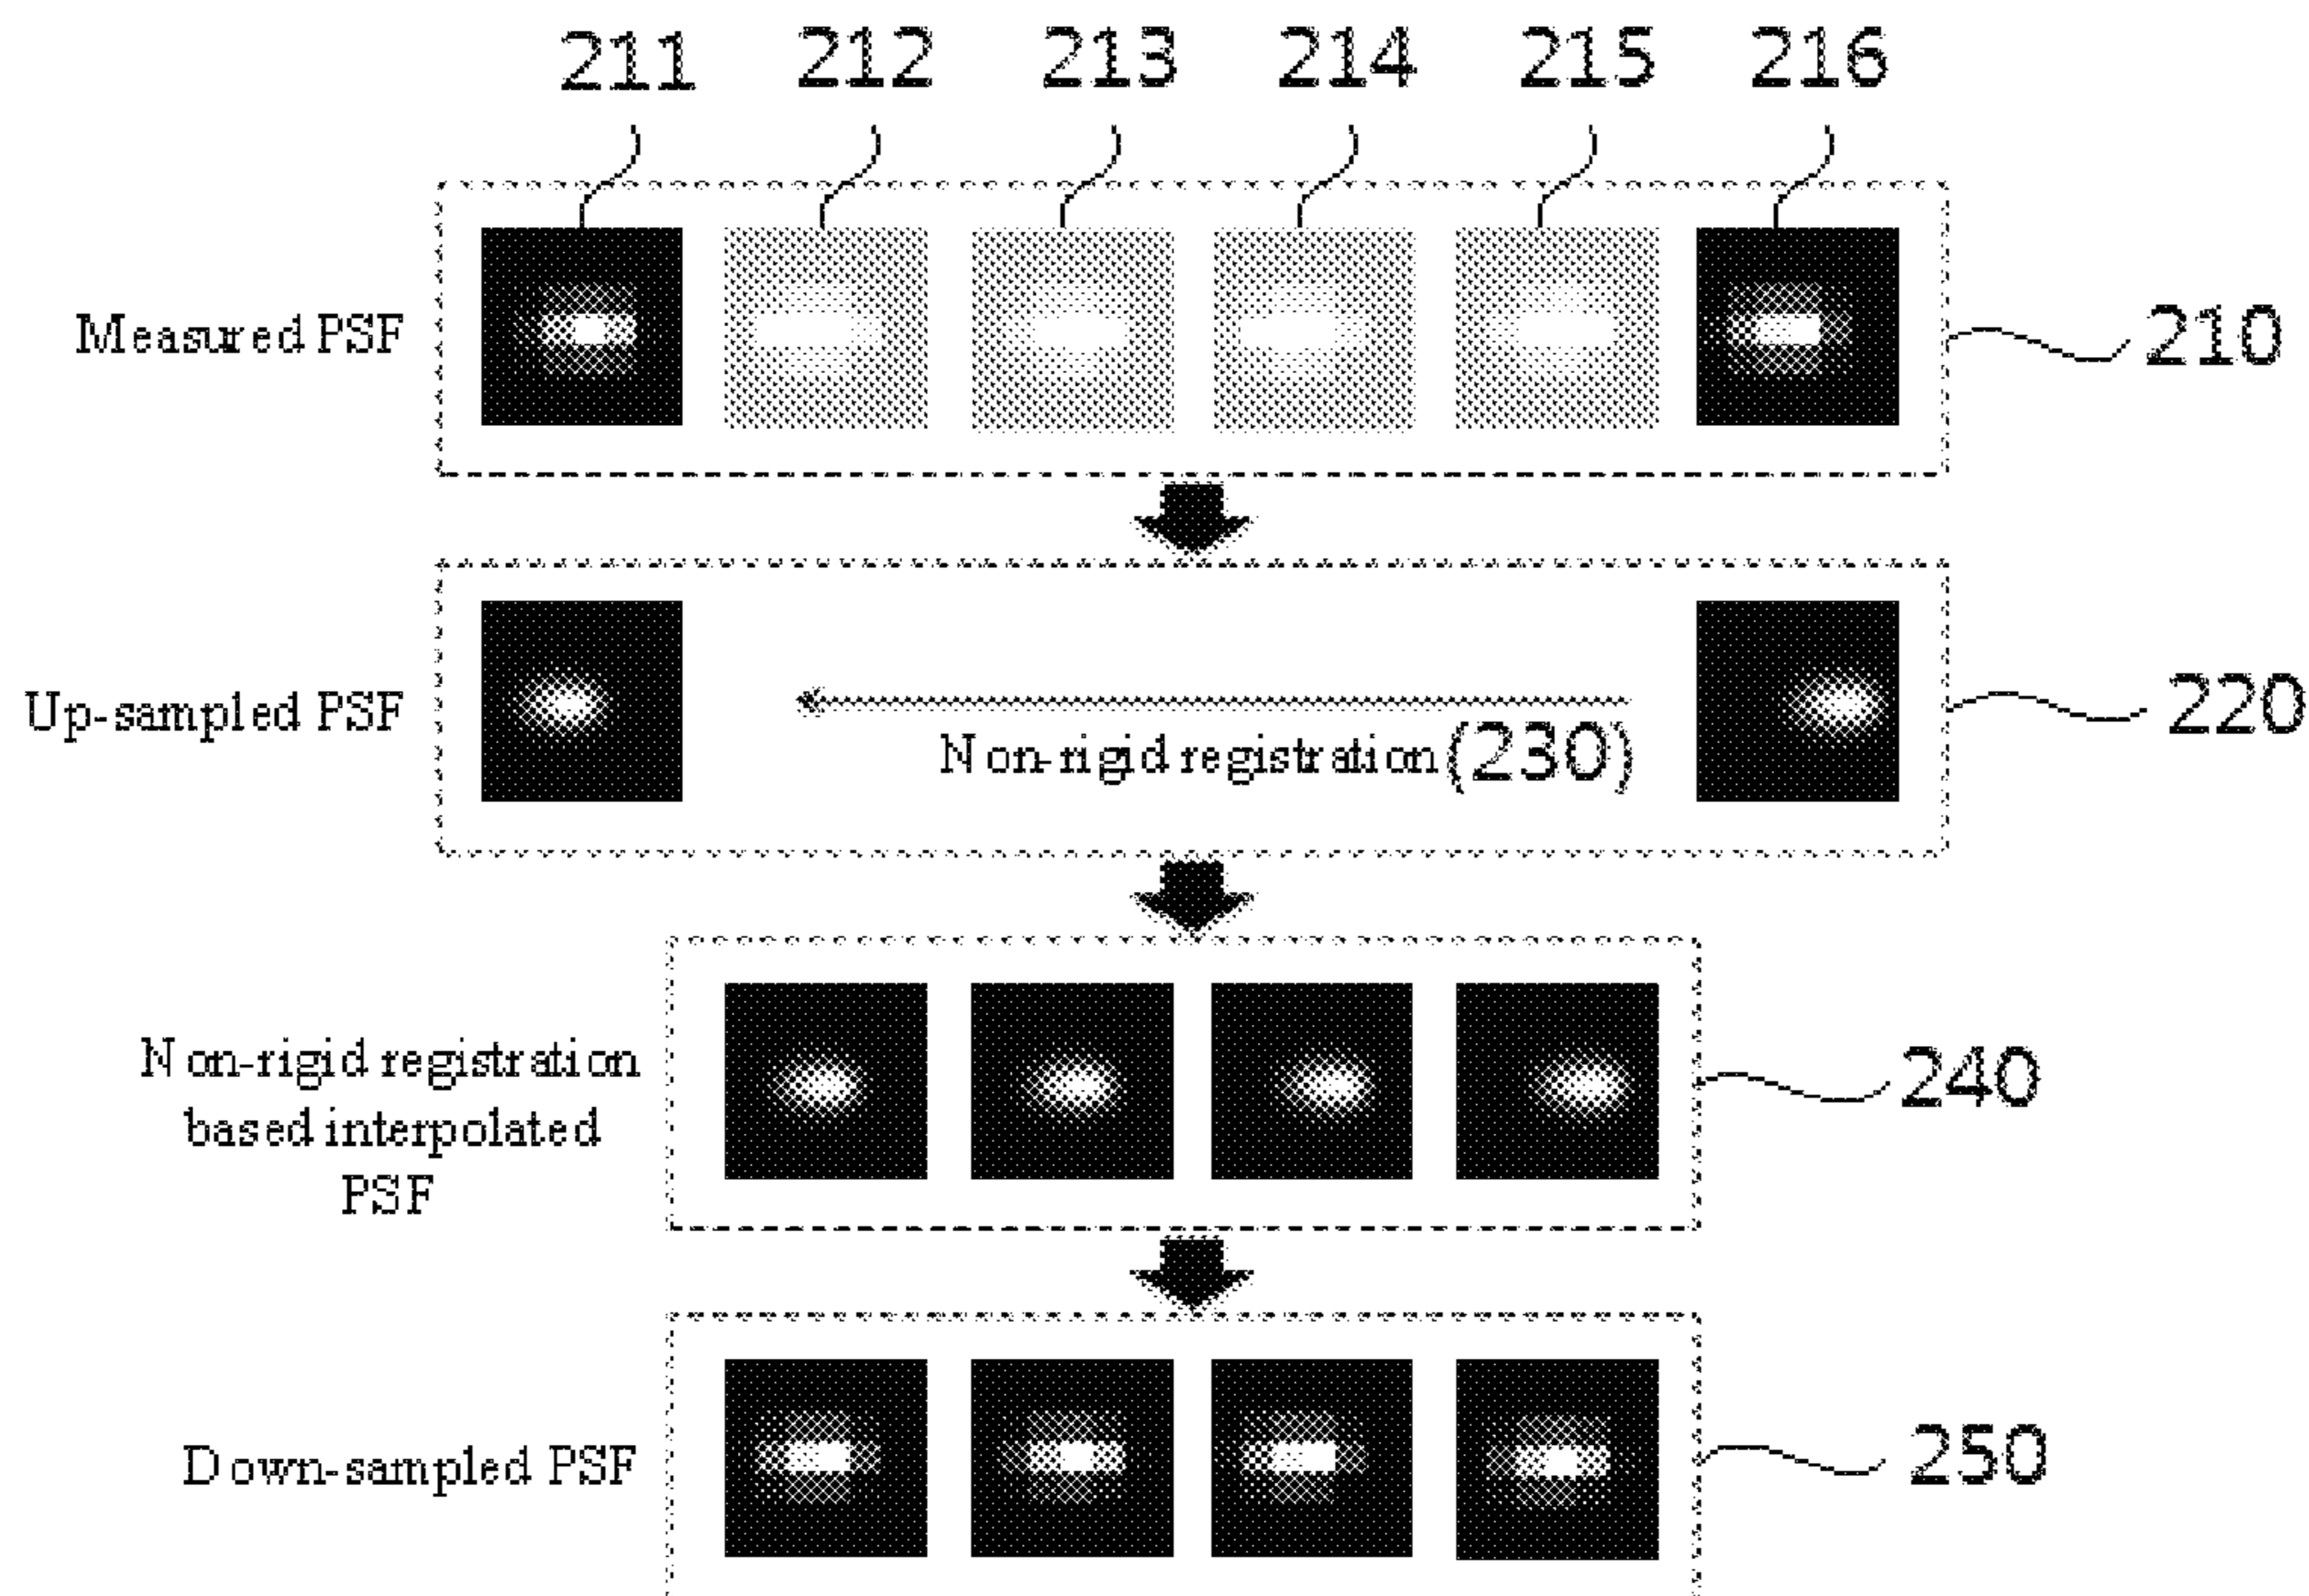 211 212 213 214 215 216
Measured PSF
210
Up-sampled PSF
220
Non-rigid registration(230)
Non-rigid registration
based interpolated
PSF
240
Down-sampled PSF
250